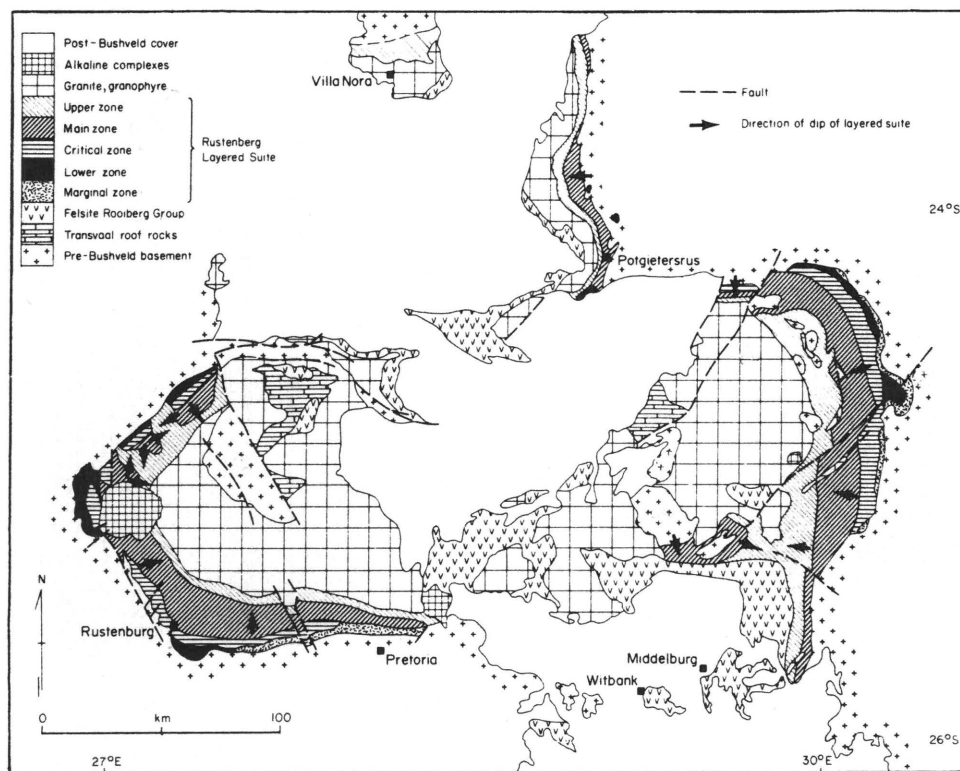 Post-Bushveld cover
Alkaline complexes
Granite, granophyre
Upper zone
Main zone
Critical zone
Lower zone
Marginal zone
Rustenberg
Layered Suite
Felsite Rooiberg Group
Transvaal roof rocks
Pre-Bushveld basement
Villa Nora
Fault
Direction of dip of layered suite
24°S
Potgietersrus
N
Rustenburg
Pretoria
Middelburg
Witbank
0 km 100
26°S
27°E
30°E